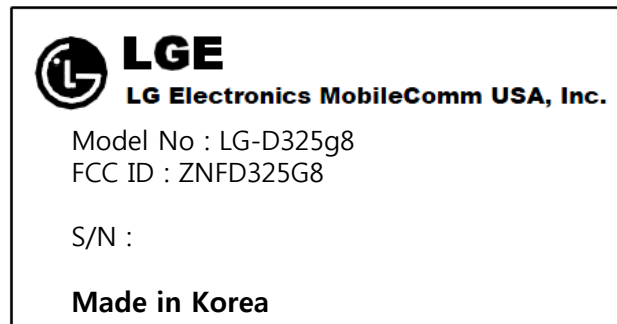 LGE
LG Electronics MobileComm USA, Inc.
Model No : LG-D325g8
FCC ID : ZNFD325G8
S/N :
Made in Korea